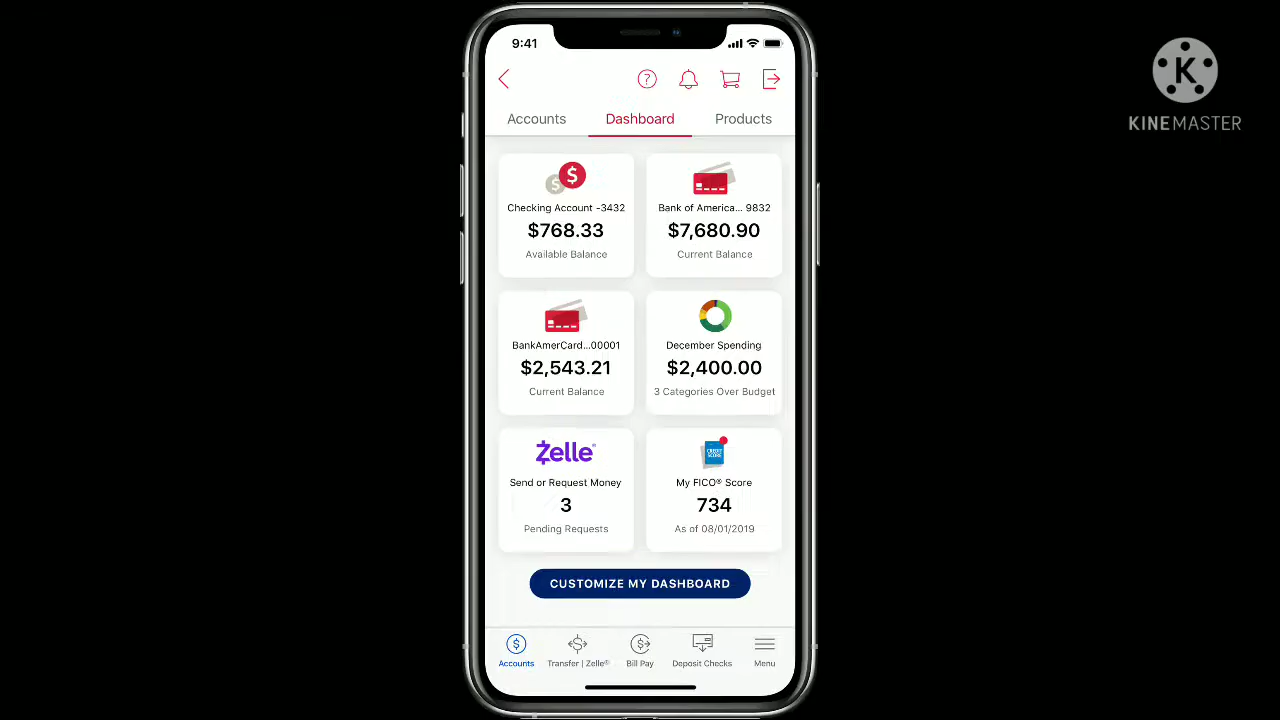 9:41
K
KINEMASTER
?
Accounts Dashboard Products
$ $
Checking Account -3432
$768.33
Available Balance
Bank of America... 9832
$7,680.90
Current Balance
BankAmerCard...00001
$2,543.21
Current Balance
December Spending
$2,400.00
3 Categories Over Budget
Zelle®
Send or Request Money
3
Pending Requests
CREDIT
SCORE
My FICO® Score
734
As of 08/01/2019
CUSTOMIZE MY DASHBOARD
Accounts Transfer | Zelle® Bill Pay Deposit Checks Menu